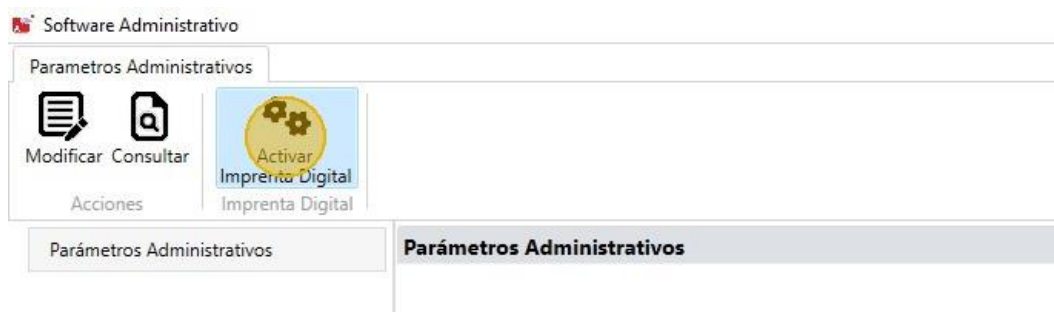 Software Administrativo
Parametros Administrativos
Modificar Consultar
Activar
Imprenta Digital
Acciones
Imprenta Digital
Parámetros Administrativos
Parámetros Administrativos